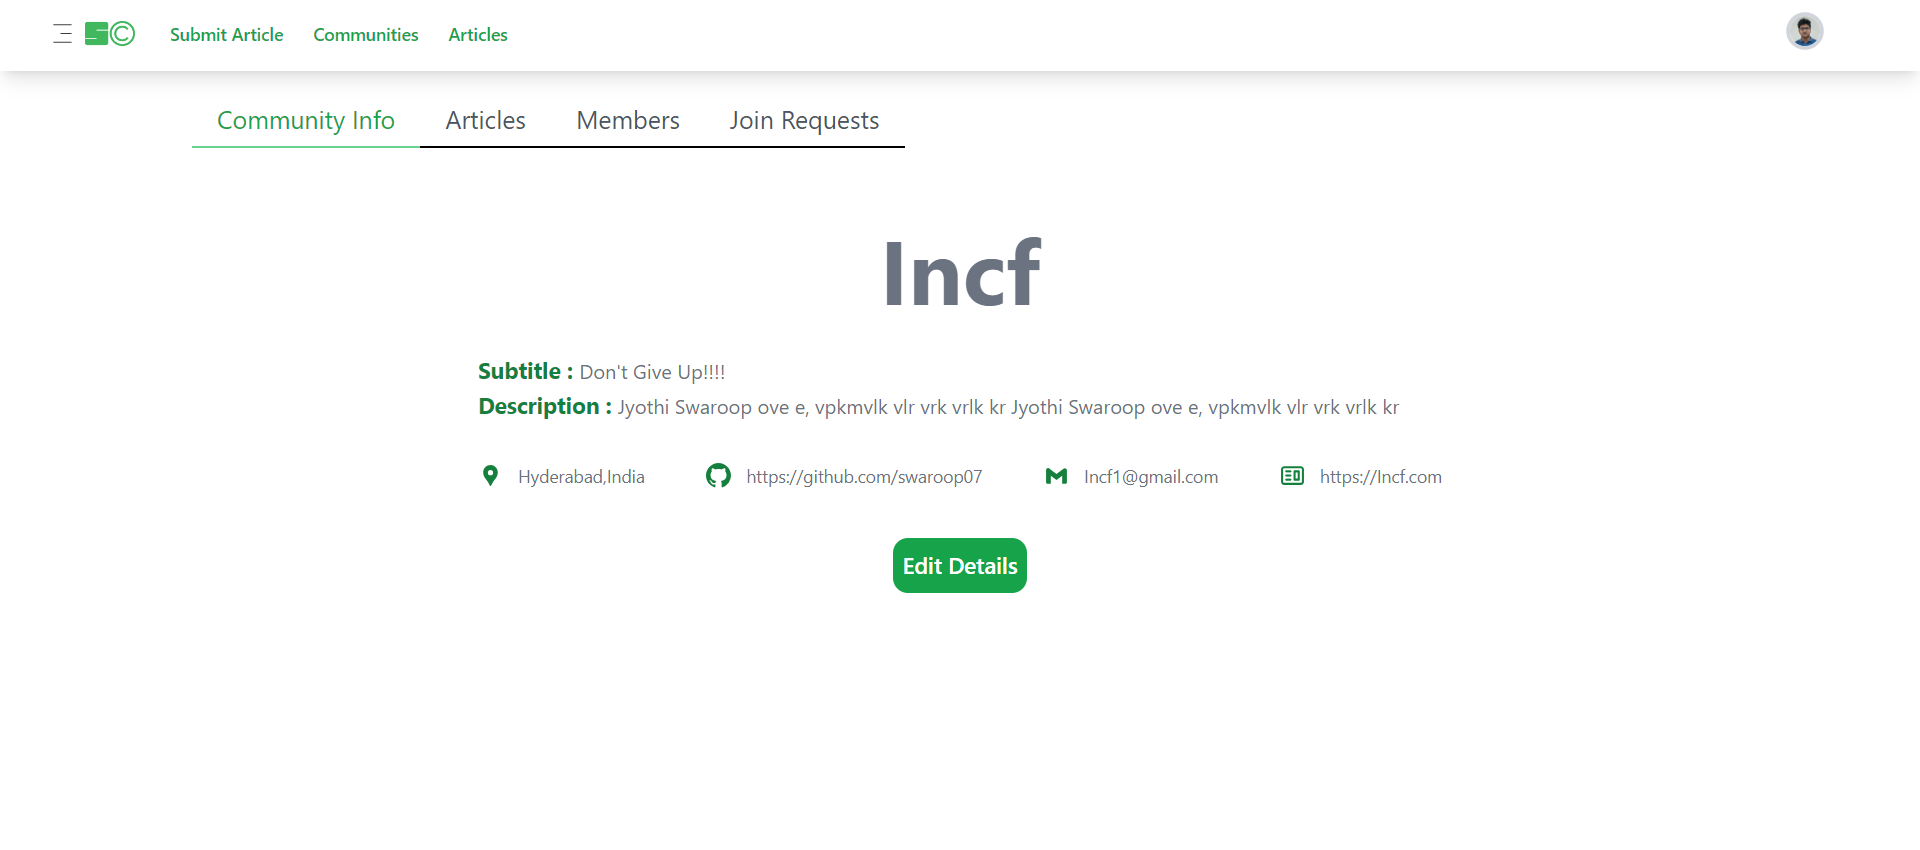 SC Submit Article Communities Articles
Community Info Articles Members Join Requests
Incf
Subtitle : Don't Give Up!!!!
Description : Jyothi Swaroop ove e, vpkmvlk vlr vrk vrlk kr Jyothi Swaroop ove e, vpkmvlk vlr vrk vrlk kr
Hyderabad,India https://github.com/swaroop07 Incf1@gmail.com https://Incf.com
Edit Details